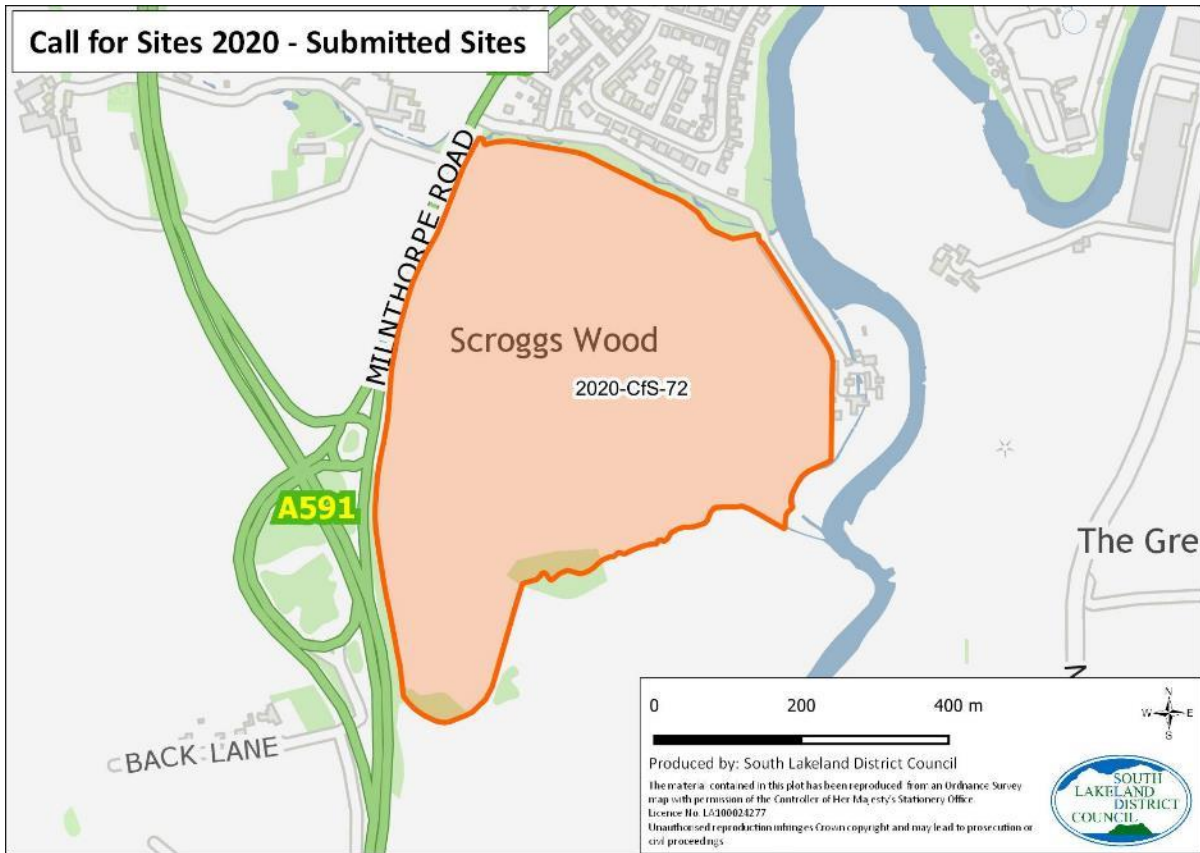 Call for Sites 2020 - Submitted Sites
MILNTHORPE ROAD
Scroggs Wood
2020-CfS-72
A591
The Gre
BACK LANE
0 200 400 m
N
W E
S
Produced by: South Lakeland District Council
The material contained in this plot has been reproduced from an Ordnance Survey
map with permission of the Controller of Her Majesty's Stationery Office
Licence No. LA100024277
Unauthorised reproduction infringes Crown copyright and may lead to prosecution or
civil proceedings
SOUTH
LAKELAND
DISTRICT
COUNCIL